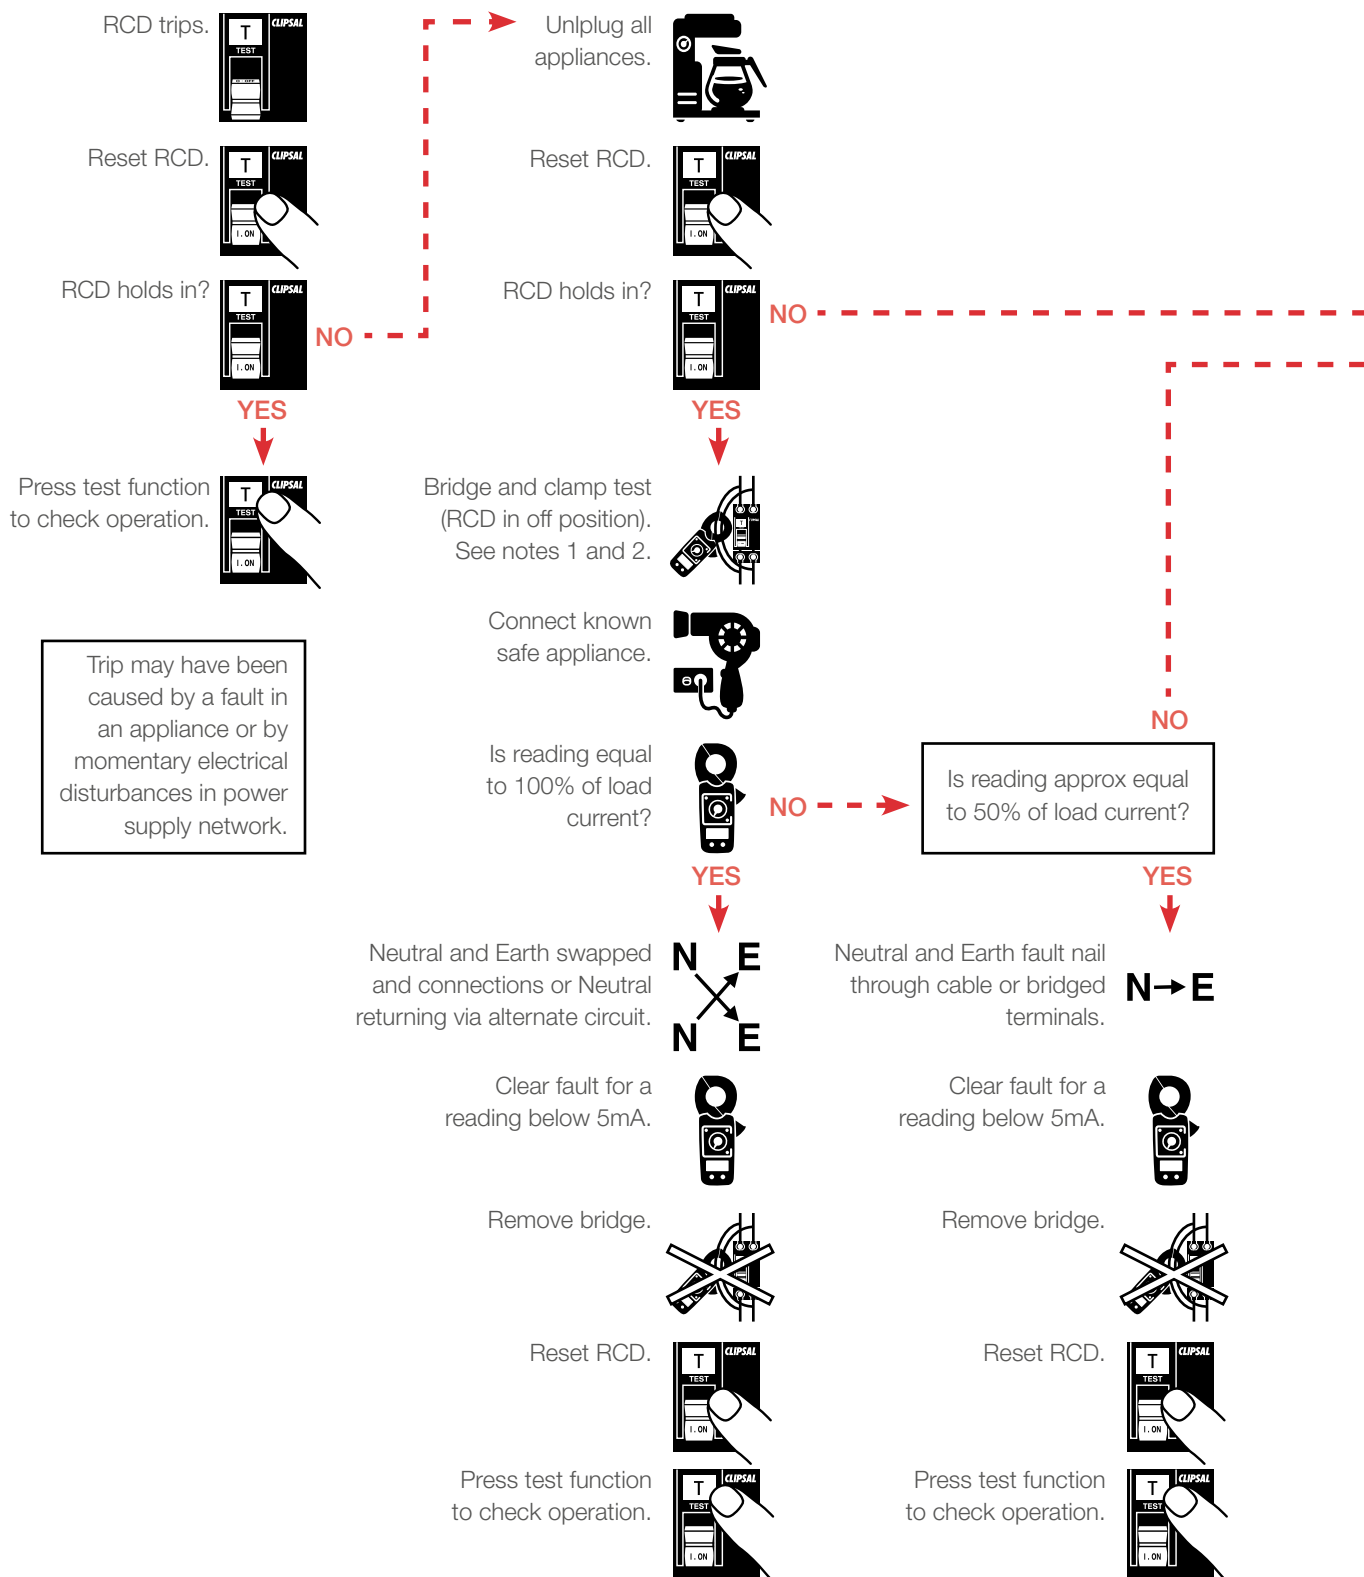 RCD trips.
T
CLIPSAL
TEST
O OFF
Reset RCD.
T
CLIPSAL
TEST
I.ON
RCD holds in?
T
CLIPSAL
TEST
I.ON
NO
YES
Press test function
to check operation.
T
CLIPSAL
TEST
I.ON
Trip may have been
caused by a fault in
an appliance or by
momentary electrical
disturbances in power
supply network.
Unlplug all
appliances.
Reset RCD.
T
CLIPSAL
TEST
I.ON
RCD holds in?
T
CLIPSAL
TEST
I.ON
NO
YES
Bridge and clamp test
(RCD in off position).
See notes 1 and 2.
T
Connect known
safe appliance.
Is reading equal
to 100% of load
current?
NO
YES
Neutral and Earth swapped
and connections or Neutral
returning via alternate circuit.
N E
N E
Clear fault for a
reading below 5mA.
Remove bridge.
Reset RCD.
T
CLIPSAL
TEST
I.ON
Press test function
to check operation.
T
CLIPSAL
TEST
I.ON
NO
Is reading approx equal
to 50% of load current?
YES
Neutral and Earth fault nail
through cable or bridged
terminals.
N E
Clear fault for a
reading below 5mA.
Remove bridge.
Reset RCD.
T
CLIPSAL
TEST
I.ON
Press test function
to check operation.
T
CLIPSAL
TEST
I.ON